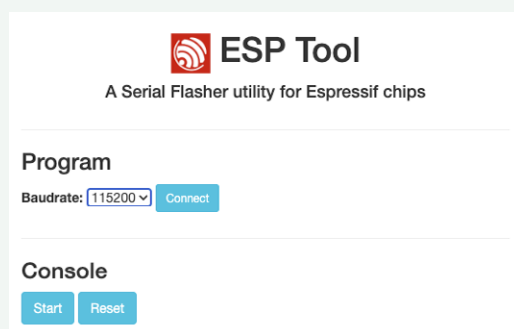 ESP Tool
A Serial Flasher utility for Espressif chips
Program
Baudrate: 115200 Connect
Console
Start Reset